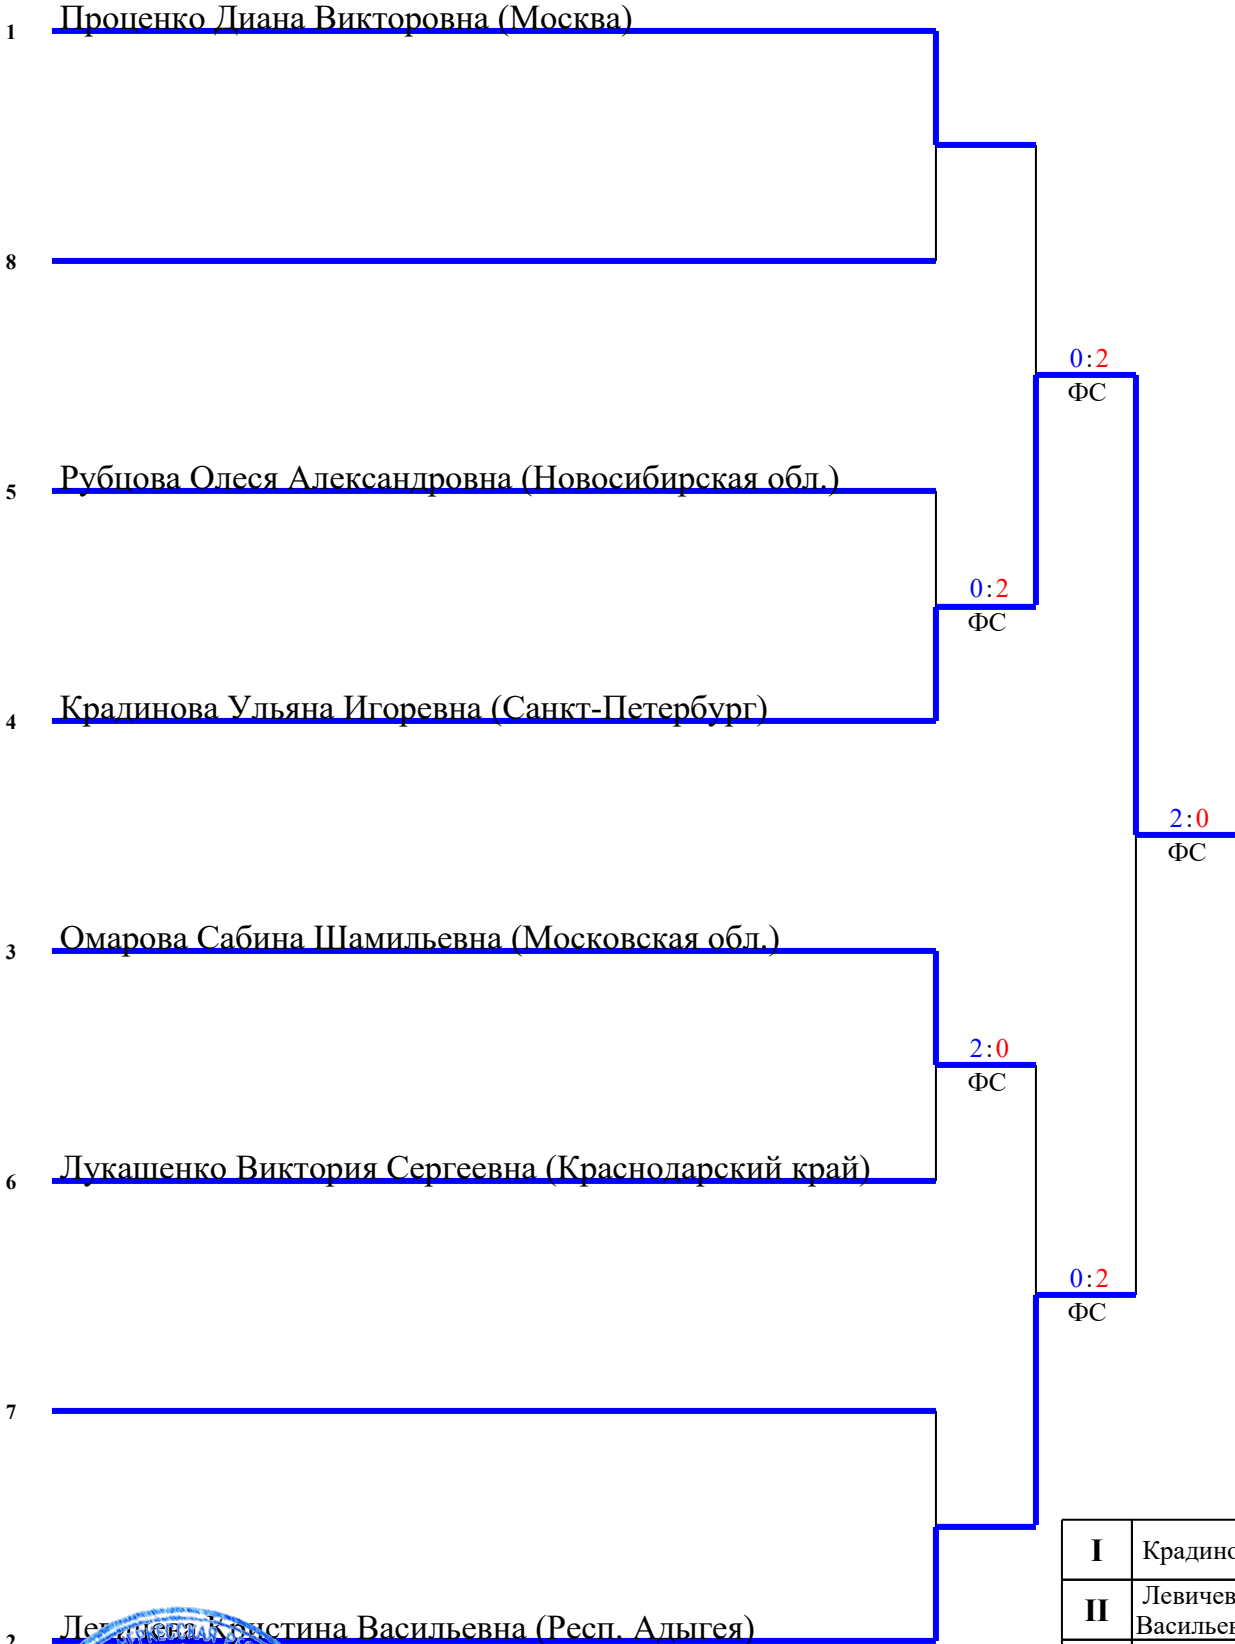 1 Проценко Диана Викторовна (Москва)
8
0:2
ФС
5 Рубцова Олеся Александровна (Новосибирская обл.)
0:2
ФС
4 Крадинова Ульяна Игоревна (Санкт-Петербург)
2:0
ФС
3 Омарова Сабина Шамильевна (Московская обл.)
2:0
ФС
6 Лукашенко Виктория Сергеевна (Краснодарский край)
0:2
ФС
7
I Крадино
II Левичев
Васильев
2 Кристина Васильевна (Респ. Адыгея)